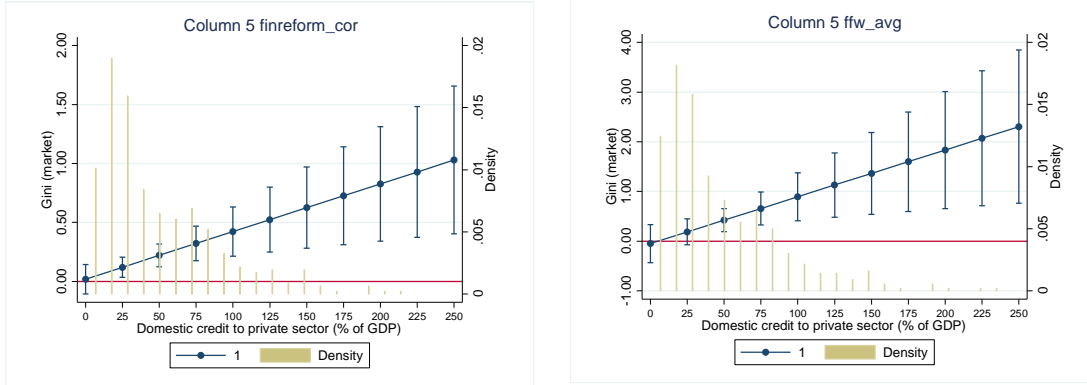 Column 5 finreform_cor
2.00
1.50
1.00
0.50
0.00
Gini (market)
.02
.015
.01
.005
0
Density
0 25 50 75 100 125 150 175 200 225 250
Domestic credit to private sector (% of GDP)
1 Density
Column 5 ffw_avg
4.00
3.00
2.00
1.00
0.00
-1.00
Gini (market)
.02
.015
.01
.005
0
Density
0 25 50 75 100 125 150 175 200 225 250
Domestic credit to private sector (% of GDP)
1 Density